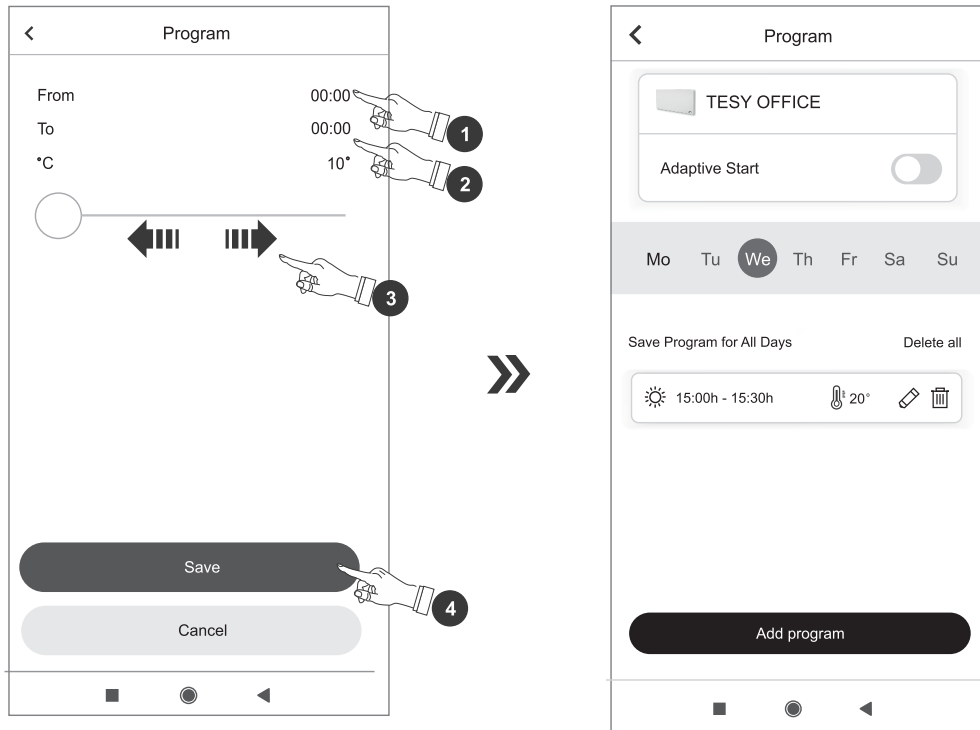 Program
From 00:00
To 00:00
°C 10°
1
2
3
Save
4
Cancel
Program
TESY OFFICE
Adaptive Start
Mo Tu We Th Fr Sa Su
Save Program for All Days Delete all
15:00h - 15:30h 20°
Add program